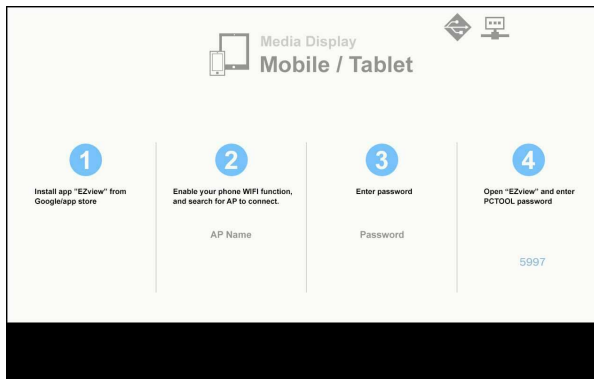 Media Display
Mobile / Tablet
1
Install app "EZview" from
Google/app store
2
Enable your phone WIFI function,
and search for AP to connect.
AP Name
3
Enter password
Password
4
Open “EZview” and enter
PCTOOL password
5997